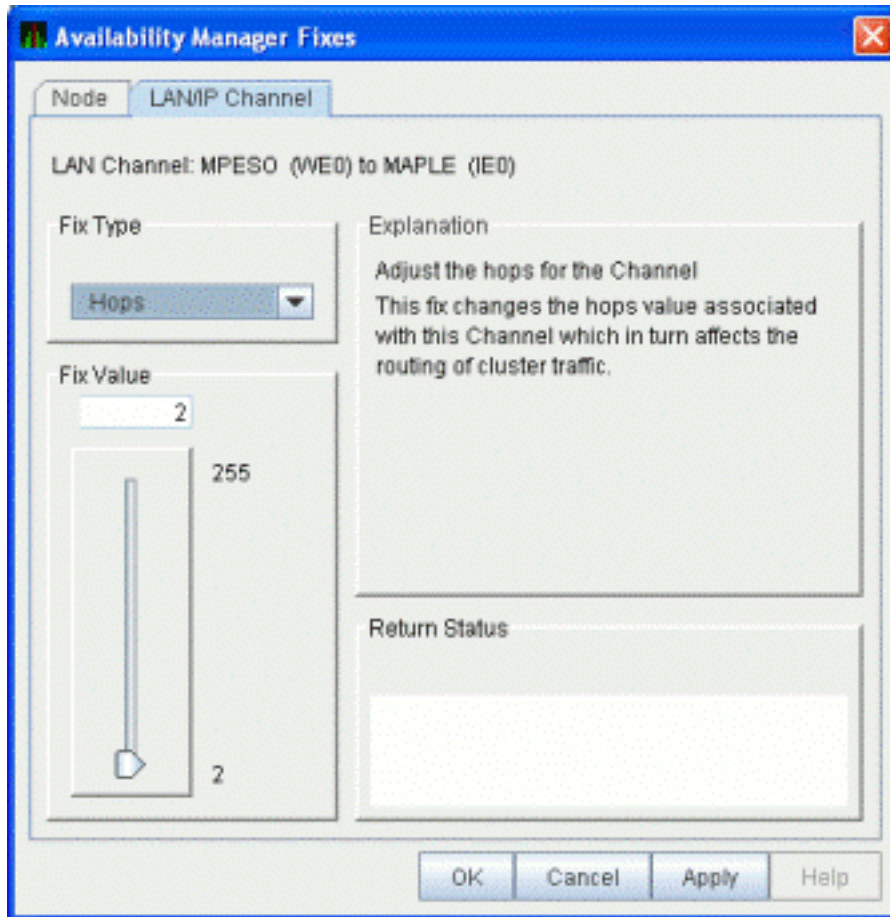 Availability Manager Fixes
Node
LAN/IP Channel
LAN Channel: MPESO (WE0) to MAPLE (IE0)
Fix Type
Hops
Explanation
Adjust the hops for the Channel
This fix changes the hops value associated
with this Channel which in turn affects the
routing of cluster traffic.
Fix Value
2
255
2
Return Status
OK
Cancel
Apply
Help